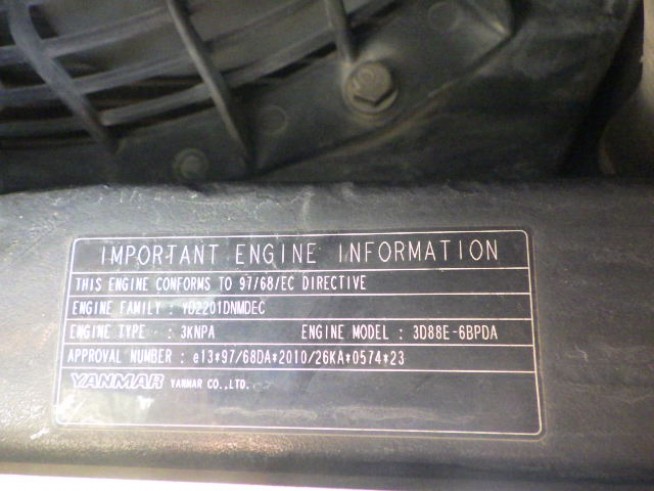 IMPORTANT ENGINE INFORMATION
THIS ENGINE CONFORMS TO 97/68/EC DIRECTIVE
ENGINE FAMILY : YD2201DNMDEC
ENGINE TYPE : 3KNPA ENGINE MODEL : 3D88E-6BPDA
APPROVAL NUMBER : e13*97/68DA*2010/26KA*0574*23
YANMAR YANMAR CO.,LTD.